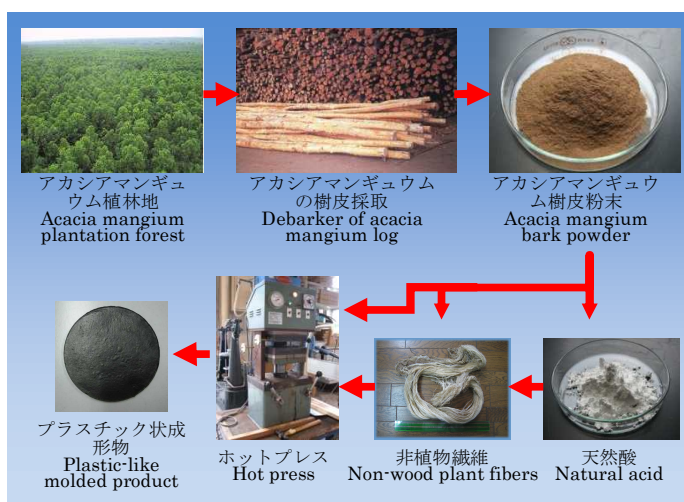 アカシアマンギュ
ウム植林地
Acacia mangium
plantation forest
アカシアマンギュウム
の樹皮採取
Debarker of acacia
mangium log
アカシアマンギュウ
ム樹皮粉末
Acacia mangium
bark powder
プラスチック状成
形物
Plastic-like
molded product
ホットプレス
Hot press
非植物繊維
Non-wood plant fibers
天然酸
Natural acid